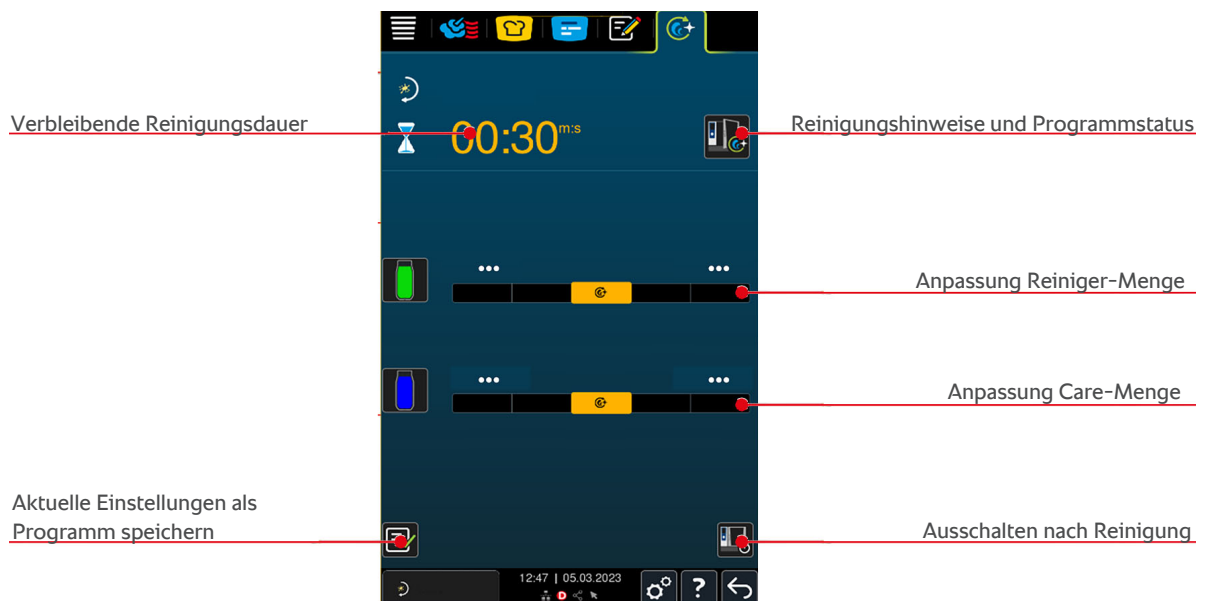 Verbleibende Reinigungsdauer
00:30 m:s
Reinigungshinweise und Programmstatus
Anpassung Reiniger-Menge
Anpassung Care-Menge
Aktuelle Einstellungen als
Programm speichern
Ausschalten nach Reinigung
12:47 | 05.03.2023
D
?